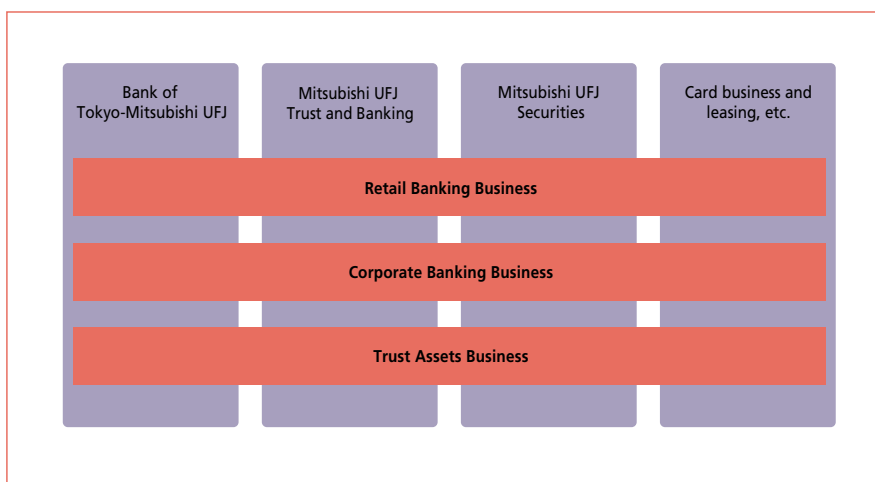 Bank of
Tokyo-Mitsubishi UFJ
Mitsubishi UFJ
Trust and Banking
Mitsubishi UFJ
Securities
Card business and
leasing, etc.
Retail Banking Business
Corporate Banking Business
Trust Assets Business